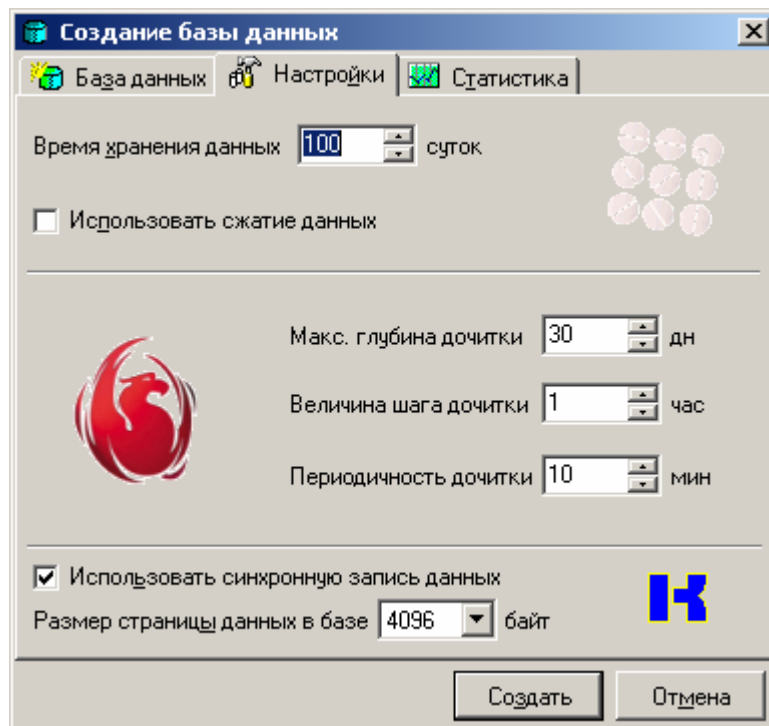 Создание базы данных
База данных Настройки Статистика
Время хранения данных 100 суток
Использовать сжатие данных
Макс. глубина дочитки 30 дн
Величина шага дочитки 1 час
Периодичность дочитки 10 мин
Использовать синхронную запись данных
Размер страницы данных в базе 4096 байт
Создать Отмена